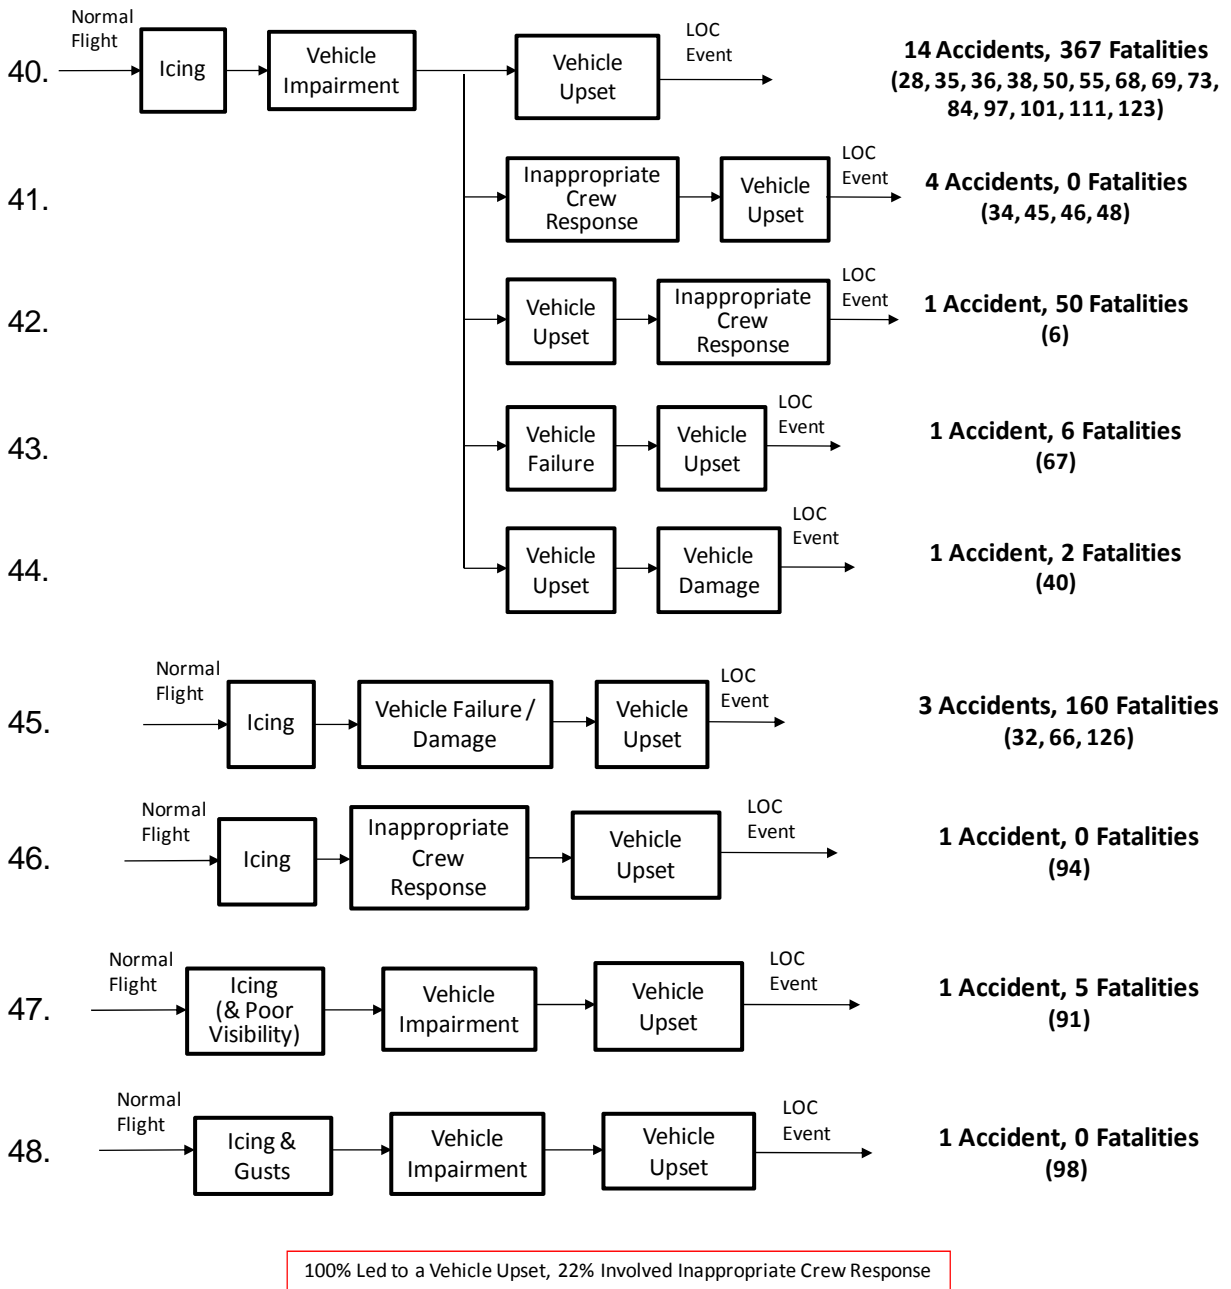 Normal
Flight
40.
Icing
Vehicle
Impairment
Vehicle
Upset
LOC
Event
14 Accidents, 367 Fatalities
(28, 35, 36, 38, 50, 55, 68, 69, 73,
84, 97, 101, 111, 123)
41.
Inappropriate
Crew
Response
Vehicle
Upset
LOC
Event
4 Accidents, 0 Fatalities
(34, 45, 46, 48)
42.
Vehicle
Upset
Inappropriate
Crew
Response
LOC
Event
1 Accident, 50 Fatalities
(6)
43.
Vehicle
Failure
Vehicle
Upset
LOC
Event
1 Accident, 6 Fatalities
(67)
44.
Vehicle
Upset
Vehicle
Damage
LOC
Event
1 Accident, 2 Fatalities
(40)
45.
Normal
Flight
Icing
Vehicle Failure /
Damage
Vehicle
Upset
LOC
Event
3 Accidents, 160 Fatalities
(32, 66, 126)
46.
Normal
Flight
Icing
Inappropriate
Crew
Response
Vehicle
Upset
LOC
Event
1 Accident, 0 Fatalities
(94)
47.
Normal
Flight
Icing
(& Poor
Visibility)
Vehicle
Impairment
Vehicle
Upset
LOC
Event
1 Accident, 5 Fatalities
(91)
48.
Normal
Flight
Icing &
Gusts
Vehicle
Impairment
Vehicle
Upset
LOC
Event
1 Accident, 0 Fatalities
(98)
100% Led to a Vehicle Upset, 22% Involved Inappropriate Crew Response